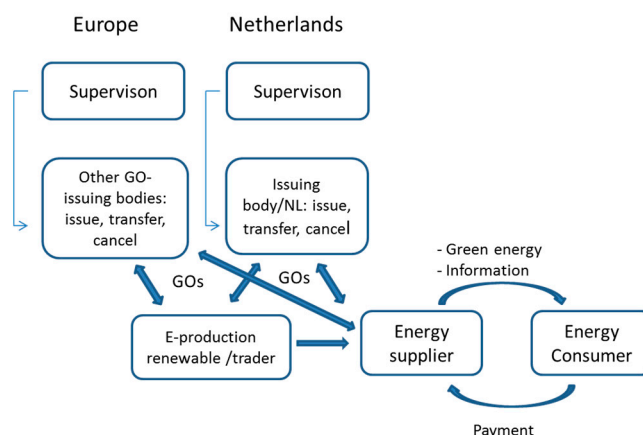 Europe
Netherlands
Supervison
Supervison
Other GO-
issuing bodies:
issue, transfer,
cancel
Issuing
body/NL: issue,
transfer, cancel
GOs
GOs
- Green energy
- Information
E-production
renewable /trader
Energy
supplier
Energy
Consumer
Payment